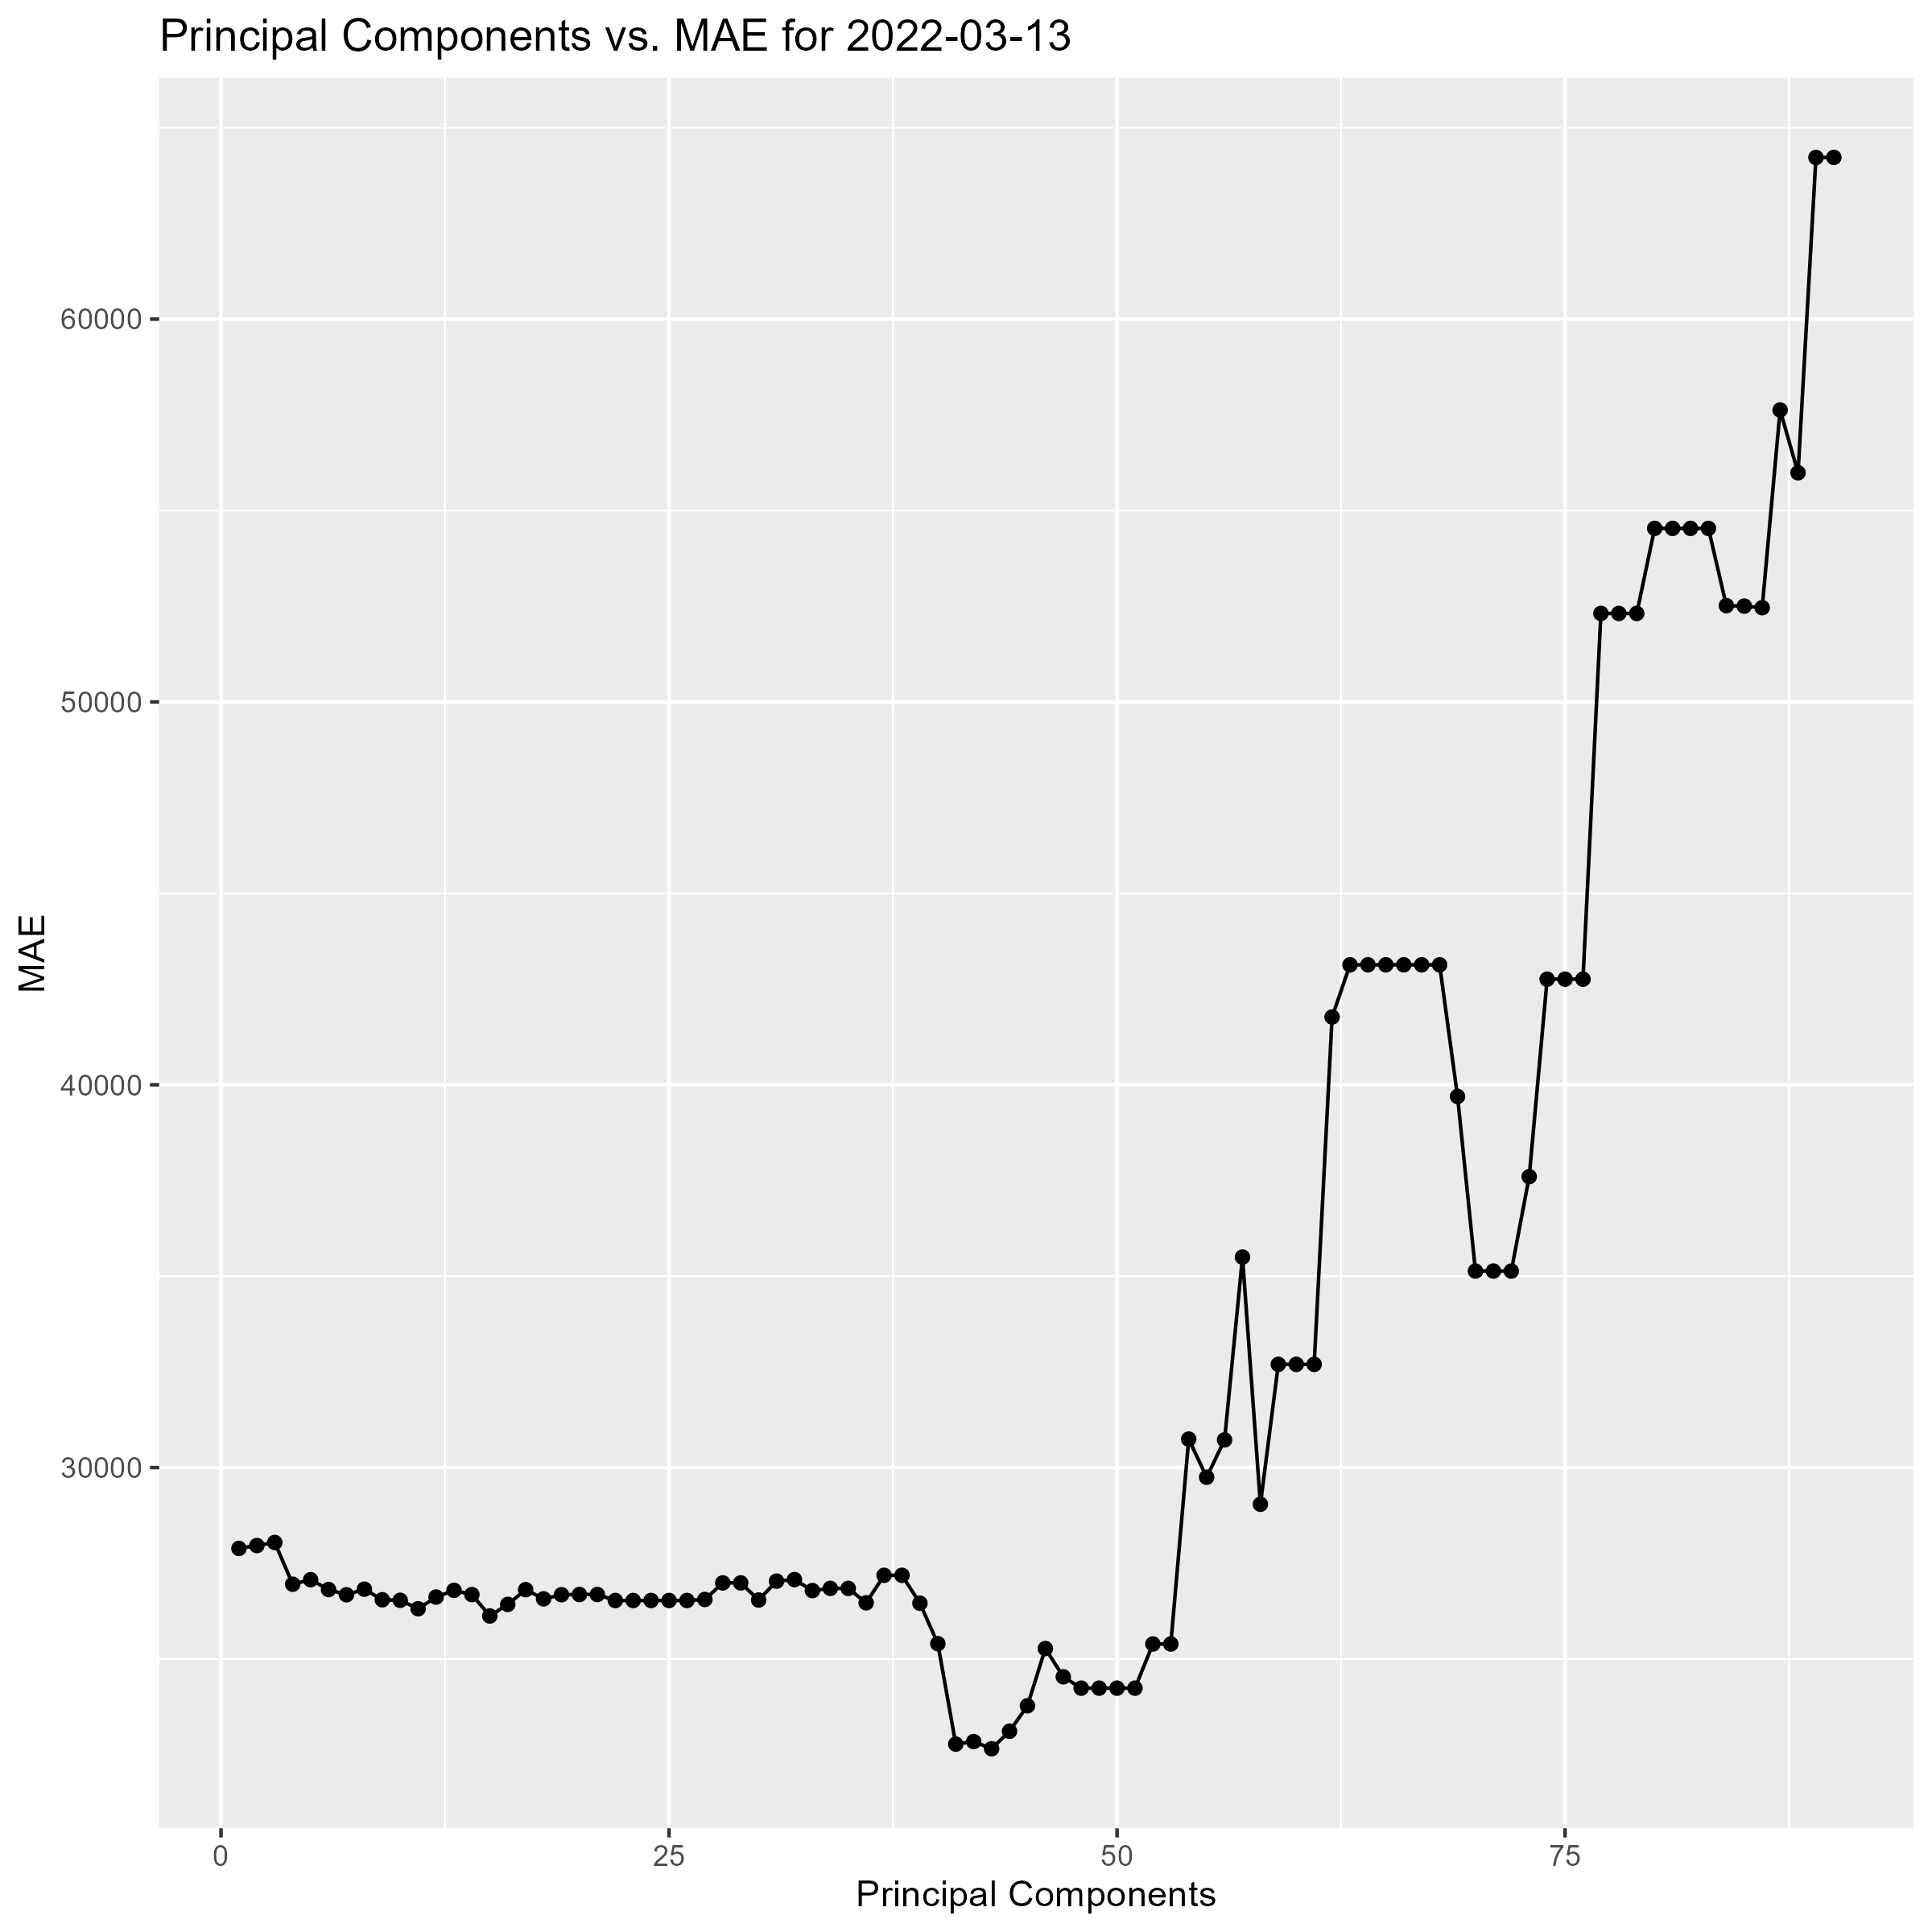 Principal Components vs. MAE for 2022-03-13
MAE
60000
50000
40000
30000
0 25 50 75
Principal Components